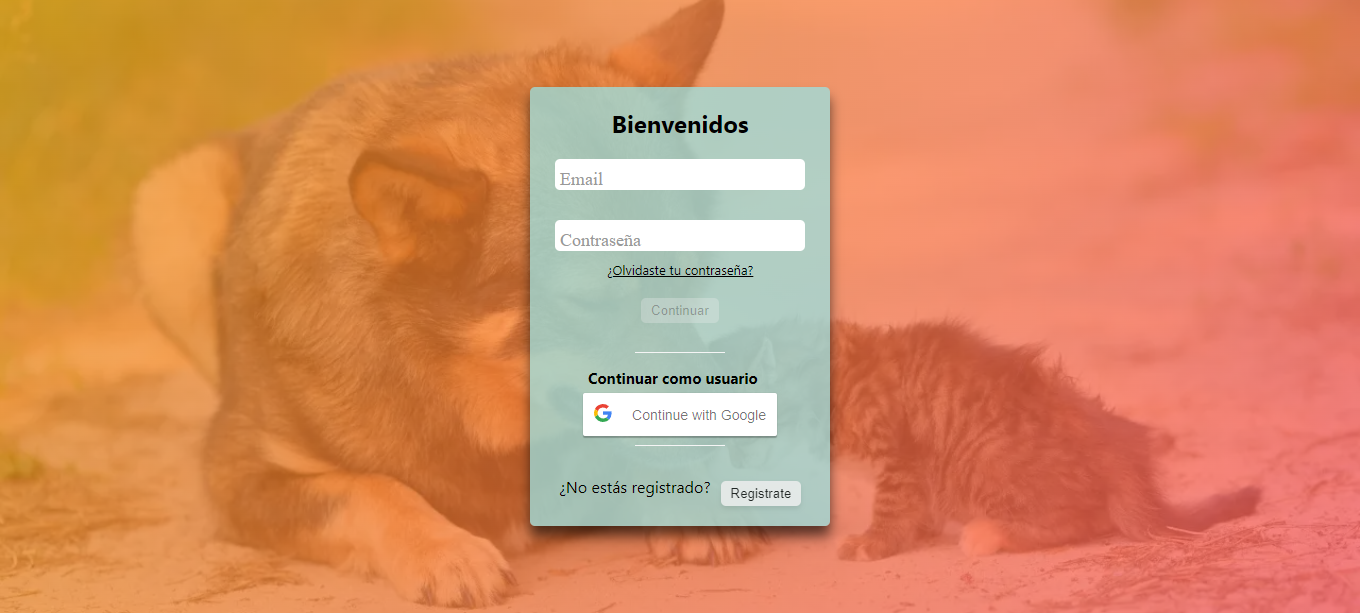 Bienvenidos
Email
Contraseña
¿Olvidaste tu contraseña?
Continuar
Continuar como usuario
Continue with Google
¿No estás registrado? Registrate